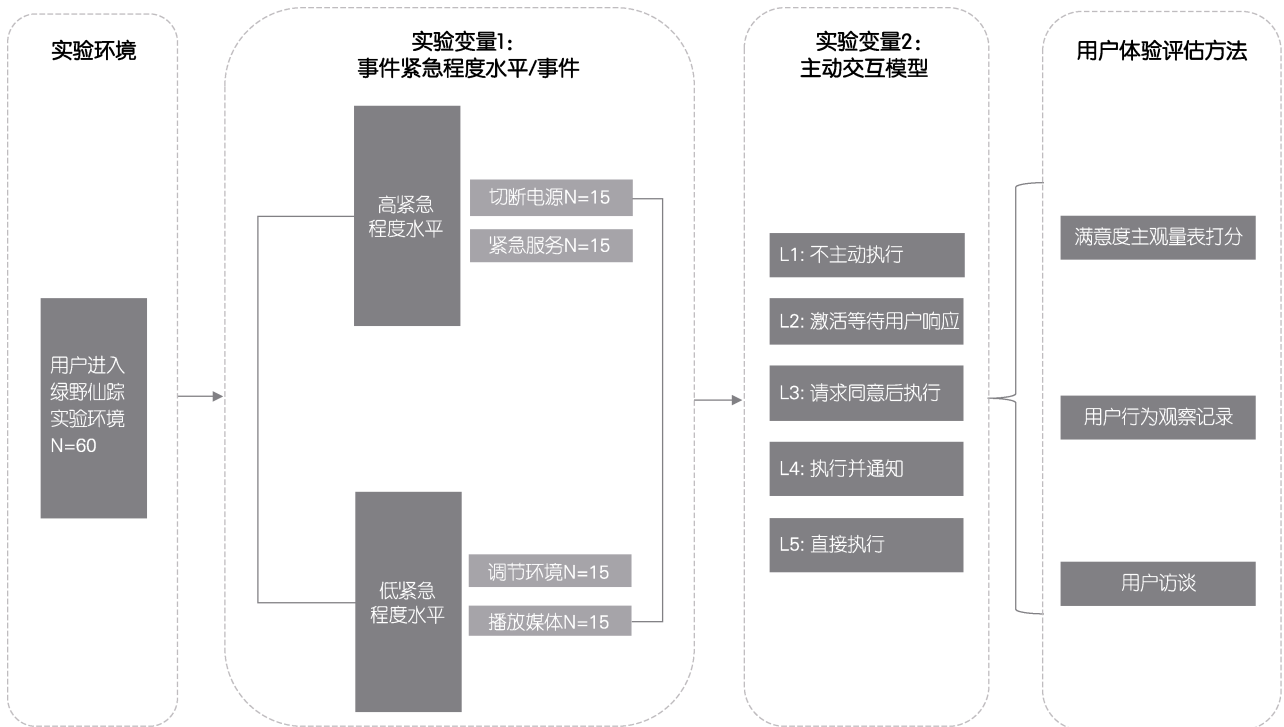 实验环境
用户进入
绿野仙踪
实验环境
N=60
实验变量1:
事件紧急程度水平/事件
高紧急
程度水平
切断电源N=15
紧急服务N=15
低紧急
程度水平
调节环境N=15
播放媒体N=15
实验变量2:
主动交互模型
L1: 不主动执行
L2: 激活等待用户响应
L3: 请求同意后执行
L4: 执行并通知
L5: 直接执行
用户体验评估方法
满意度主观量表打分
用户行为观察记录
用户访谈